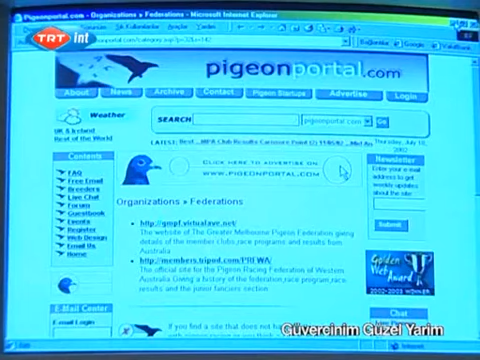 Pigeonportal.com - Organizations > Federations - Microsoft Internet Explorer
TRT int
pigeonportal.com
About
News
Archive
Contact
Pigeon Startups
Advertise
Login
Weather
UK & Ireland
Rest of the World
SEARCH
pigeonportal.com
Go
LATEST:
Thursday, July 18, 2002
Contents
FAQ
Free Email
Breeders
Live Chat
Forum
Guestbook
Events
Register
Web Design
Email Us
Home
CLICK HERE TO ADVERTISE ON
WWW.PIGEONPORTAL.COM
Newsletter
Enter your e-mail address to get weekly updates about the site.
Submit
Organizations » Federations
http://gmpf.virtualave.net/
The website of The Greater Melbourne Pigeon Federation giving
details of the member clubs,race programs and results from
Australia
http://members.tripod.com/PRFWA/
The official site for the Pigeon Racing Federation of Western
Australia Giving a history of the federation,race program,race
results and the junior fanciers section
Golden
Web
Award
2002-2003 WINNER
E-Mail Center
Email Login
Chat
If you find a site that does not
Güvercinim Güzel Yarim